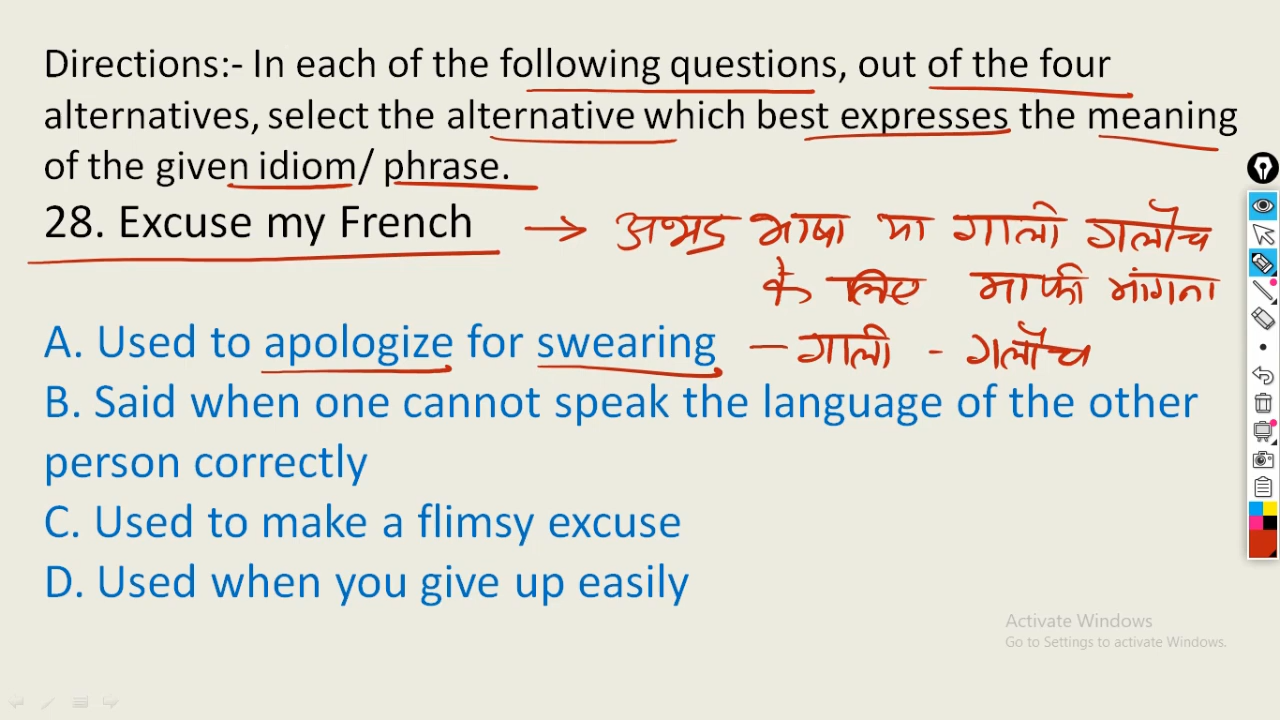 Directions:- In each of the following questions, out of the four
alternatives, select the alternative which best expresses the meaning
of the given idiom/ phrase.
28. Excuse my French → अभद्र भाषा या गाली गलौच
के लिए माफी मांगना
A. Used to apologize for swearing – गाली - गलौच
B. Said when one cannot speak the language of the other
person correctly
C. Used to make a flimsy excuse
D. Used when you give up easily
Activate Windows
Go to Settings to activate Windows.